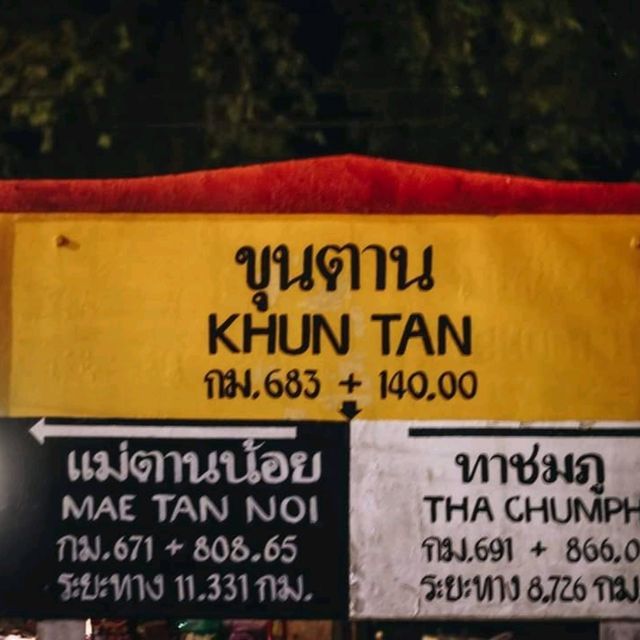 ขุนตาน
KHUN TAN
กม.683 + 140.00
แม่ตานน้อย
MAE TAN NOI
กม.671 + 808.65
ระยะทาง 11.331 กม.
ทาชมภู
THA CHUMPH
กม.691 + 866.0
ระยะทาง 8.726 กม.